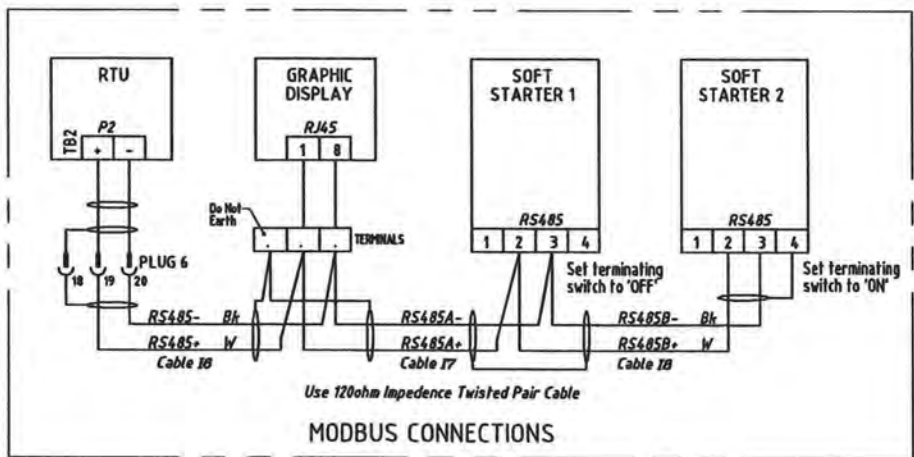 RTU
P2
TB2
+ -
GRAPHIC
DISPLAY
RJ45
1 8
SOFT
STARTER 1
RS485
1 2 3 4
SOFT
STARTER 2
RS485
1 2 3 4
Do Not
Earth
. . .
TERMINALS
PLUG 6
18 19 20
Set terminating
switch to 'OFF'
Set terminating
switch to 'ON'
RS485- Bk
RS485+ W
Cable I6
RS485A-
RS485A+
Cable I7
RS485B- Bk
RS485B+ W
Cable I8
Use 120ohm Impedence Twisted Pair Cable
MODBUS CONNECTIONS